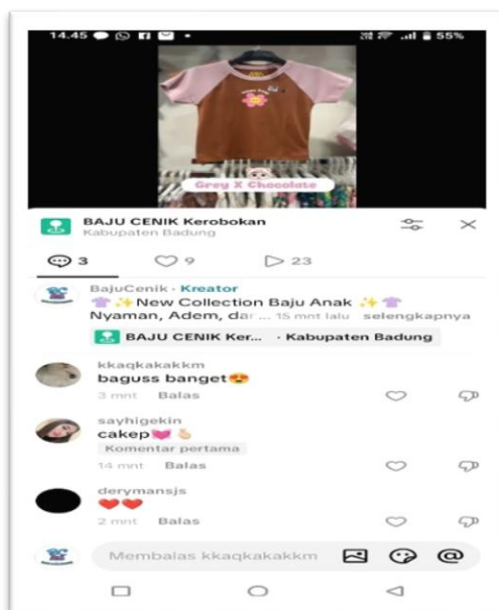 14.45
55%
Grey X Chocolate
BAJU CENIK Kerobokan
Kabupaten Badung
3 9 23
BajuCenik · Kreator
👚✨New Collection Baju Anak ✨👚
Nyaman, Adem, dar ... 15 mnt lalu selengkapnya
BAJU CENIK Ker... · Kabupaten Badung
kkaqkakakkm
baguss banget😍
3 mnt Balas
sayhigekin
cakep💓🫰🏻
Komentar pertama
14 mnt Balas
derymansjs
❤️❤️
2 mnt Balas
Membalas kkaqkakakkm